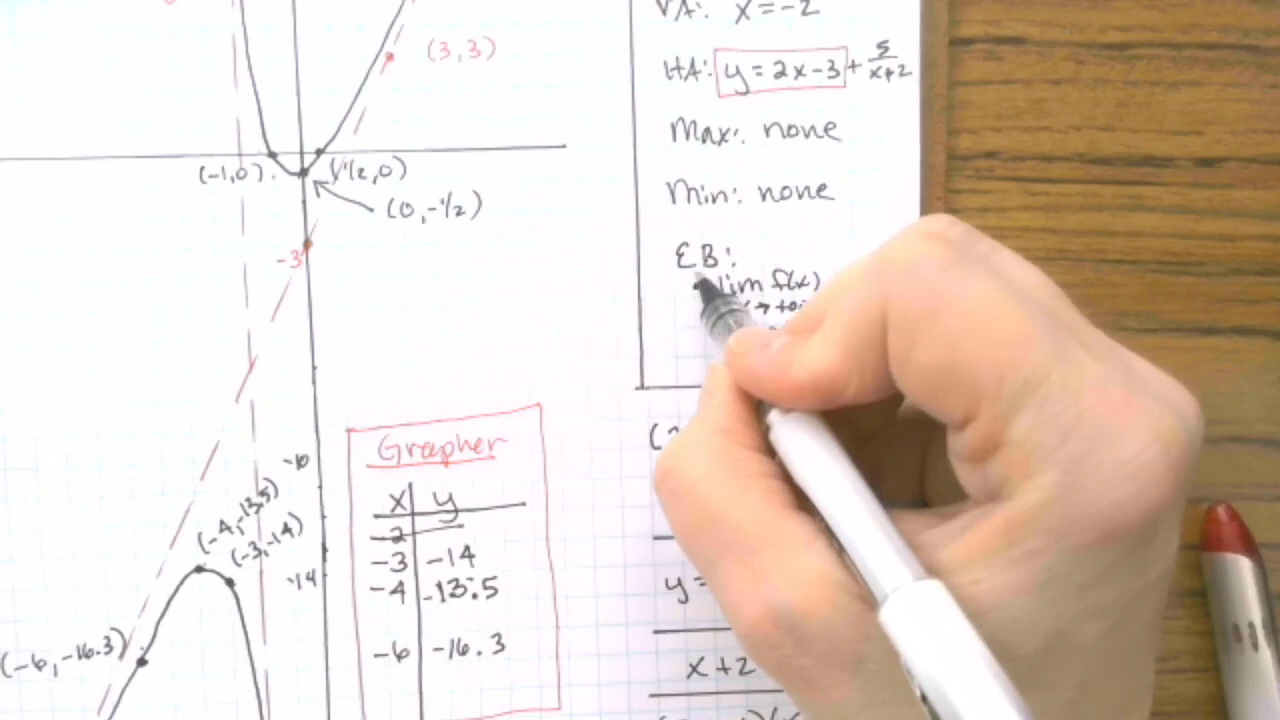 (3,3)
(-1,0)
(1/2,0)
(0,-1/2)
-3
-10
(-4,-13.5)
(-3,-14)
-14
(-6,-16.3)
Grapher
x y
-2
-3 -14
-4 -13.5
-6 -16.3
VA: x=-2
HA: y=2x-3 + 5/x+2
Max: none
Min: none
EB:
lim f(x)
y=
x+2